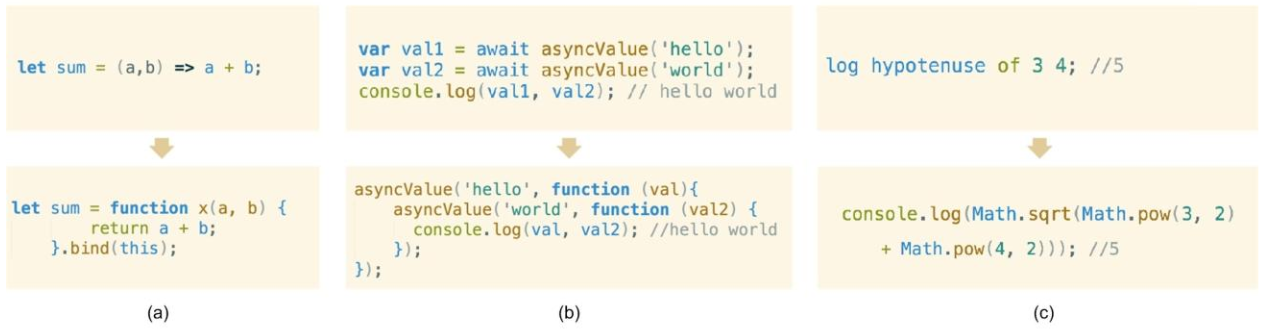 let sum = (a,b) => a + b;
let sum = function x(a, b) {
return a + b;
}.bind(this);
(a)
var val1 = await asyncValue('hello');
var val2 = await asyncValue('world');
console.log(val1, val2); // hello world
asyncValue('hello', function (val){
asyncValue('world', function (val2) {
console.log(val, val2); //hello world
});
});
(b)
log hypotenuse of 3 4; //5
console.log(Math.sqrt(Math.pow(3, 2)
+ Math.pow(4, 2))); //5
(c)